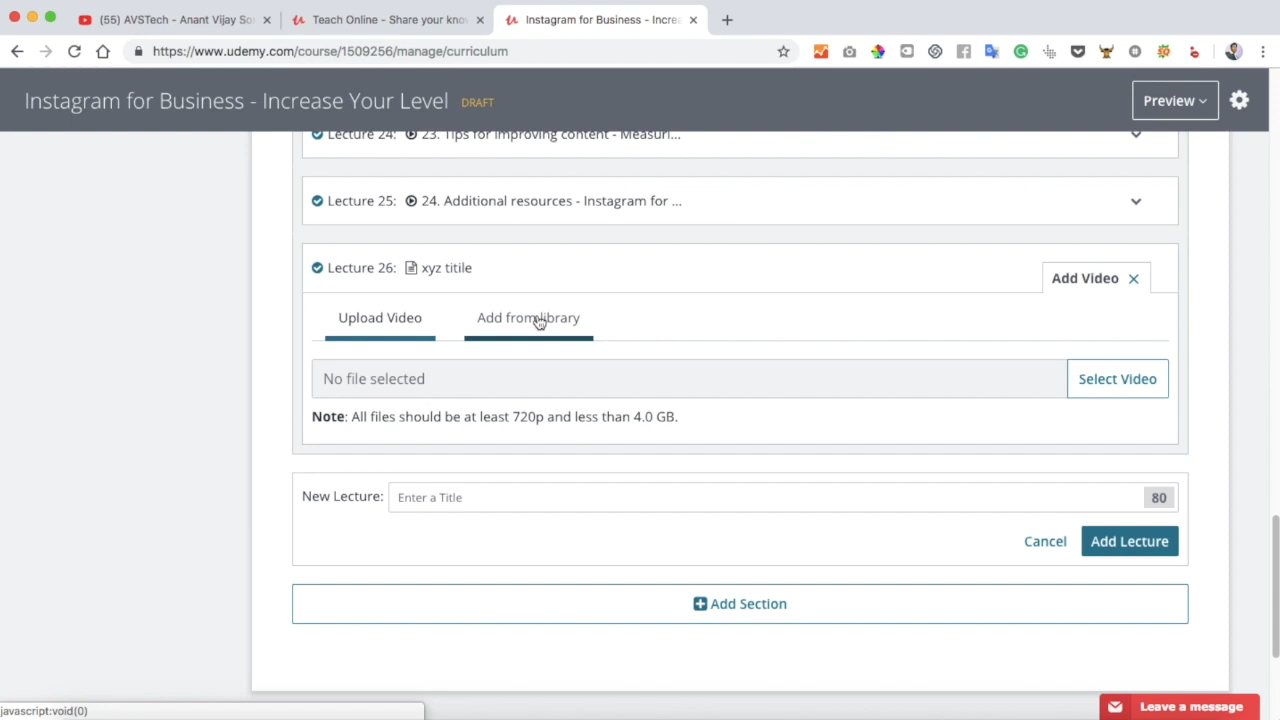 (55) AVSTech - Anant Vijay So
Teach Online - Share your kno
Instagram for Business - Increa
https://www.udemy.com/course/1509256/manage/curriculum
Instagram for Business - Increase Your Level DRAFT
Preview
Lecture 24: 23. Tips for improving content - Measuri...
Lecture 25: 24. Additional resources - Instagram for ...
Lecture 26: xyz titile
Add Video
Upload Video
Add from library
No file selected
Select Video
Note: All files should be at least 720p and less than 4.0 GB.
New Lecture: Enter a Title 80
Cancel
Add Lecture
Add Section
javascript:void(0)
Leave a message